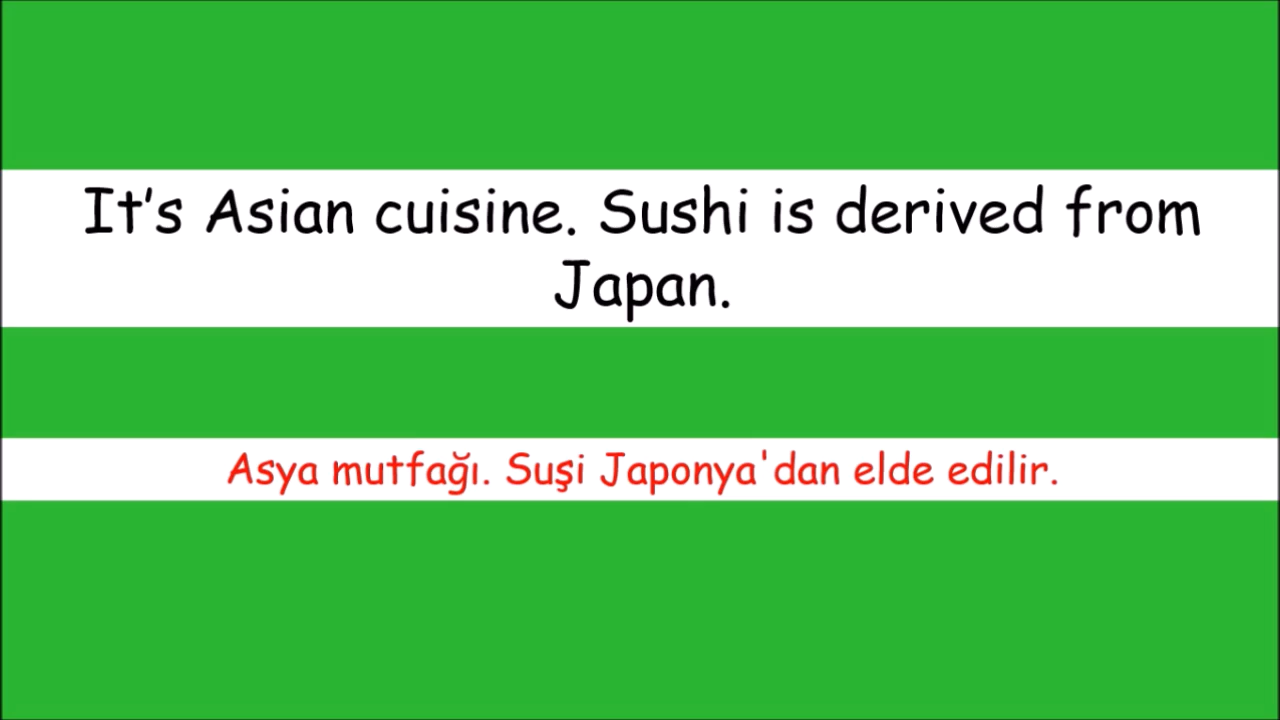 It’s Asian cuisine. Sushi is derived from
Japan.
Asya mutfağı. Suşi Japonya'dan elde edilir.